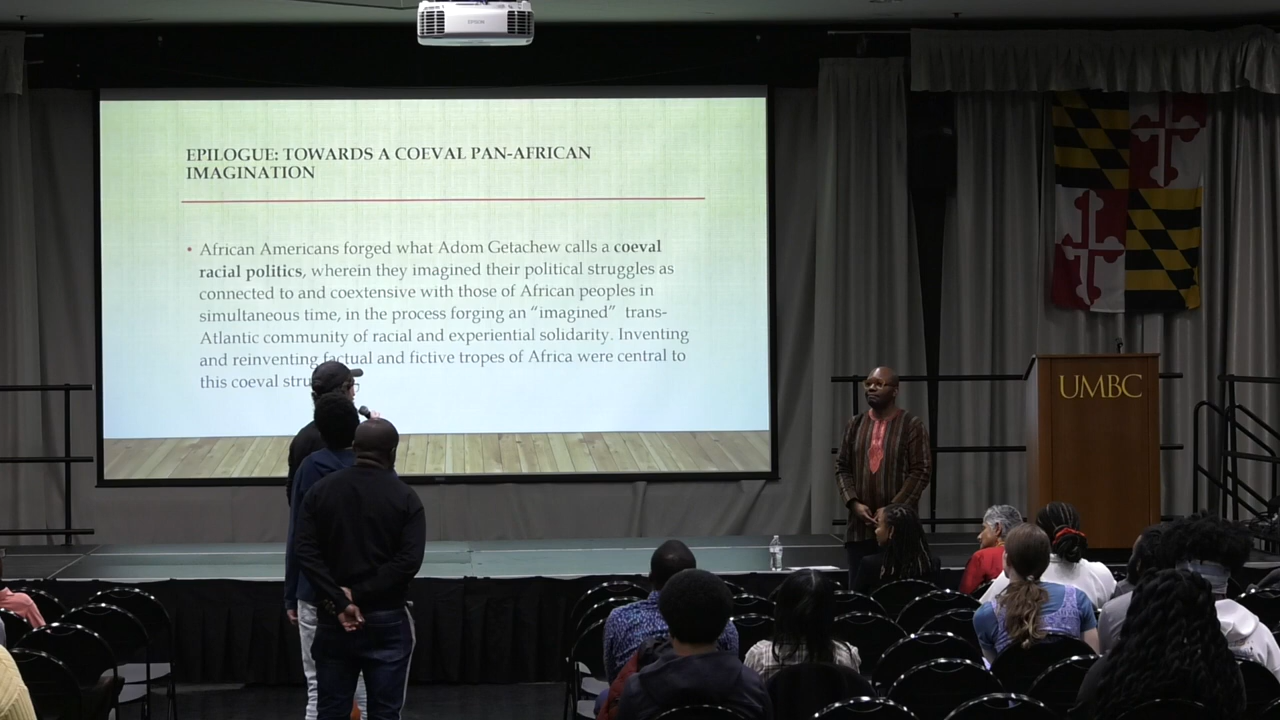 EPSON
EPILOGUE: TOWARDS A COEVAL PAN-AFRICAN
IMAGINATION
• African Americans forged what Adom Getachew calls a coeval
racial politics, wherein they imagined their political struggles as
connected to and coextensive with those of African peoples in
simultaneous time, in the process forging an “imagined” trans-
Atlantic community of racial and experiential solidarity. Inventing
and reinventing factual and fictive tropes of Africa were central to
this coeval stru
UMBC